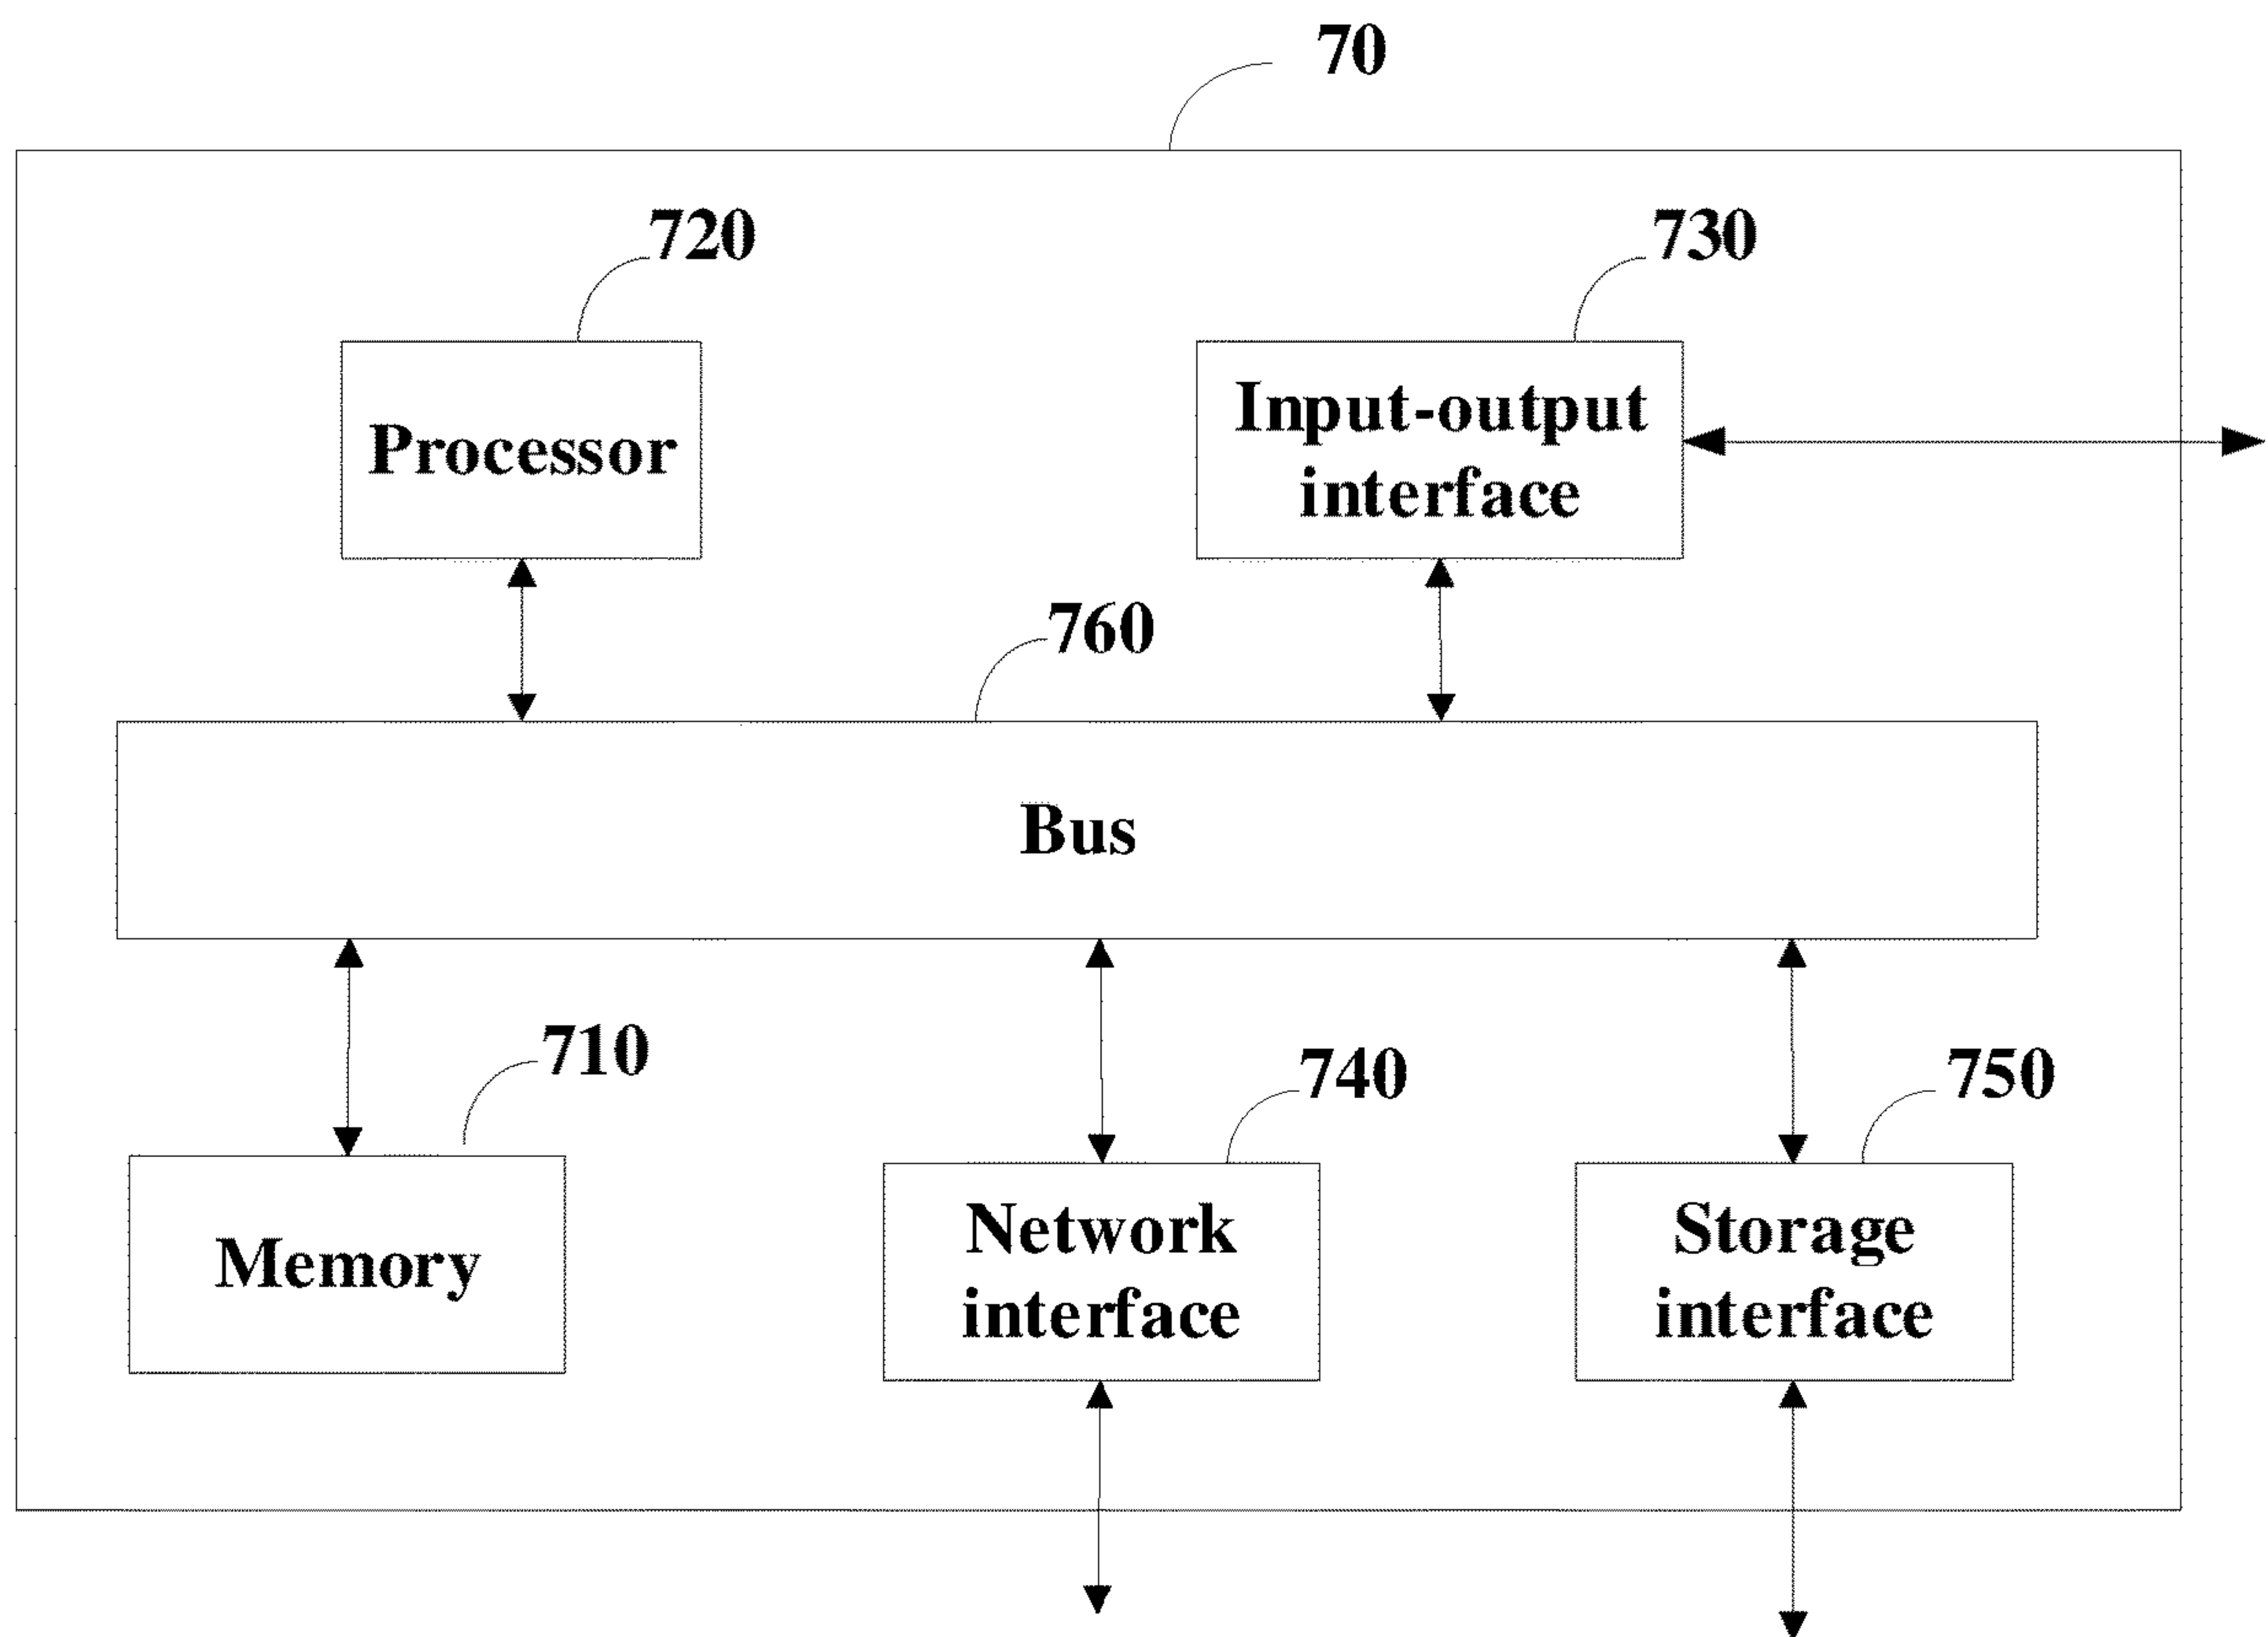 70
720
730
Processor
Input-output
interface
760
Bus
710
740
750
Memory
Network
interface
Storage
interface